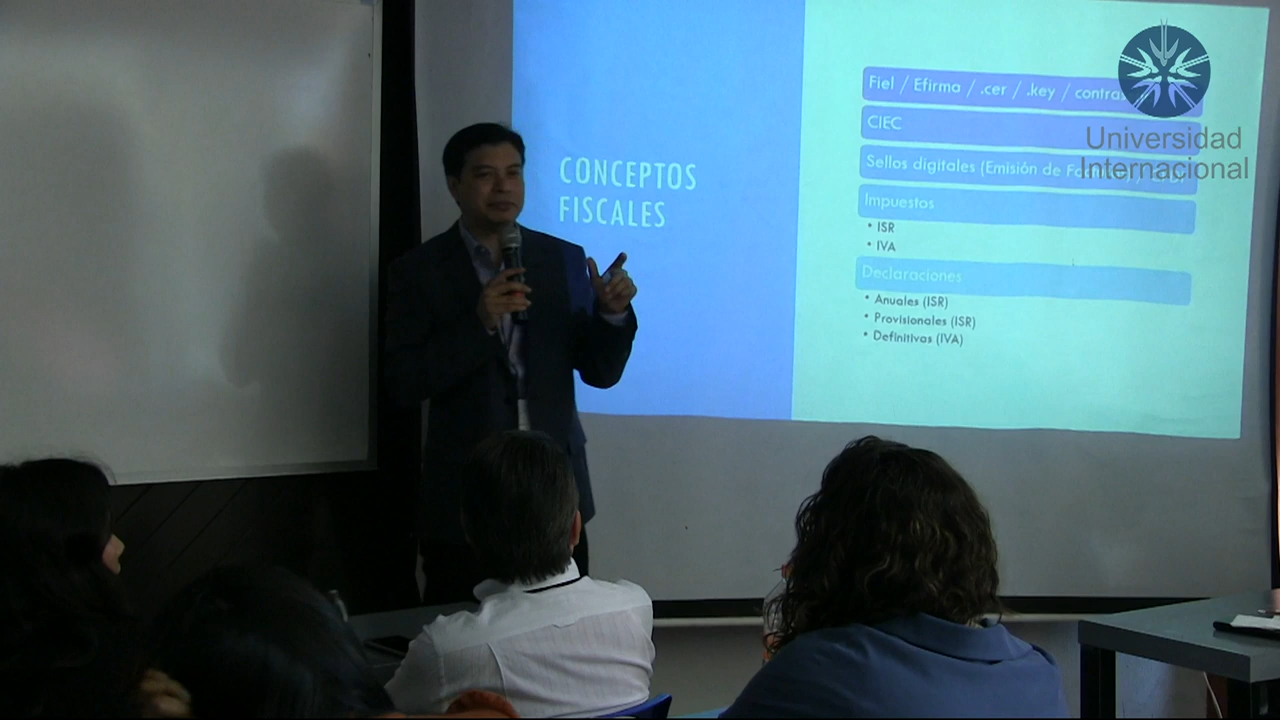 CONCEPTOS
FISCALES
Fiel / Efirma / .cer / .key /
CIEC
Sellos digitales (Emisión de
Impuestos
• ISR
• IVA
Declaraciones
• Anuales (ISR)
• Provisionales (ISR)
• Definitivas (IVA)
Universidad
Internacional